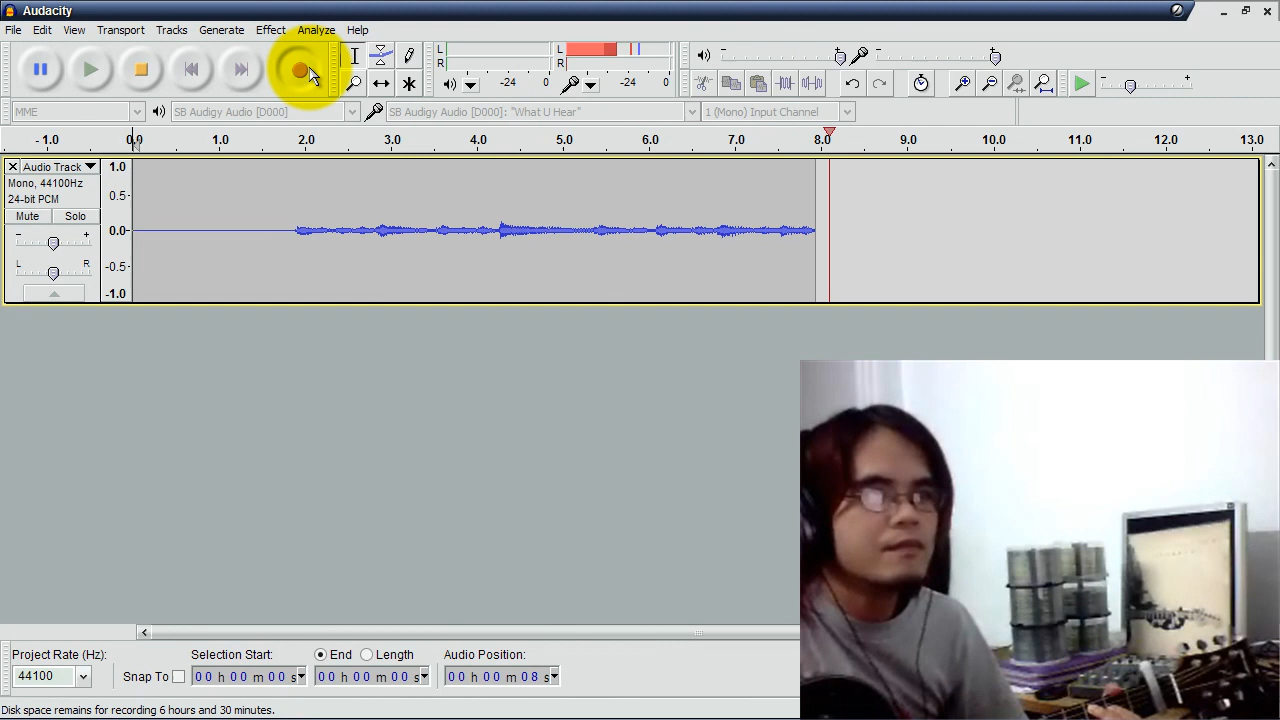 Audacity
File Edit View Transport Tracks Generate Effect Analyze Help
L L
R R
-24 0 -24 0
MME SB Audigy Audio [D000] SB Audigy Audio [D000]: "What U Hear" 1 (Mono) Input Channel
- 1.0 0.0 1.0 2.0 3.0 4.0 5.0 6.0 7.0 8.0 9.0 10.0 11.0 12.0 13.0
Audio Track 1.0
Mono, 44100Hz
24-bit PCM 0.5-
Mute Solo
- + 0.0-
L R
-0.5-
-1.0
Project Rate (Hz): Selection Start: End Length Audio Position:
44100 Snap To 00 h 00 m 00 s 00 h 00 m 00 s 00 h 00 m 08 s
Disk space remains for recording 6 hours and 30 minutes.